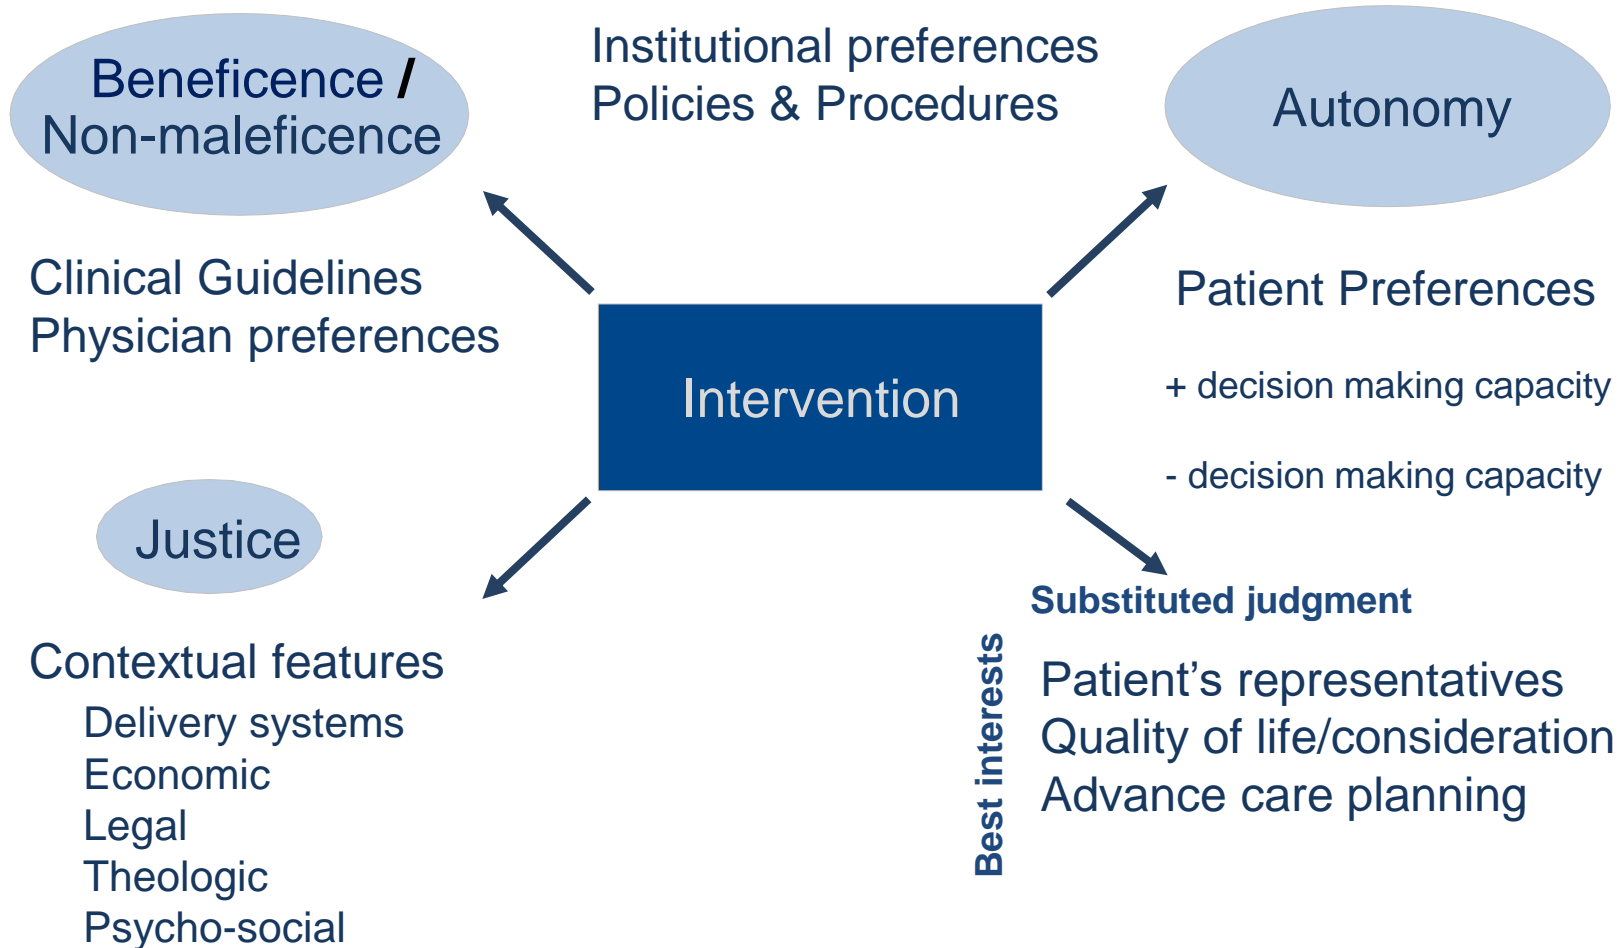 Beneficence /
Non-maleficence
Institutional preferences
Policies & Procedures
Autonomy
Clinical Guidelines
Physician preferences
Intervention
Patient Preferences
+ decision making capacity
- decision making capacity
Justice
Contextual features
Delivery systems
Economic
Legal
Theologic
Psycho-social
Substituted judgment
Best interests
Patient’s representatives
Quality of life/consideration
Advance care planning